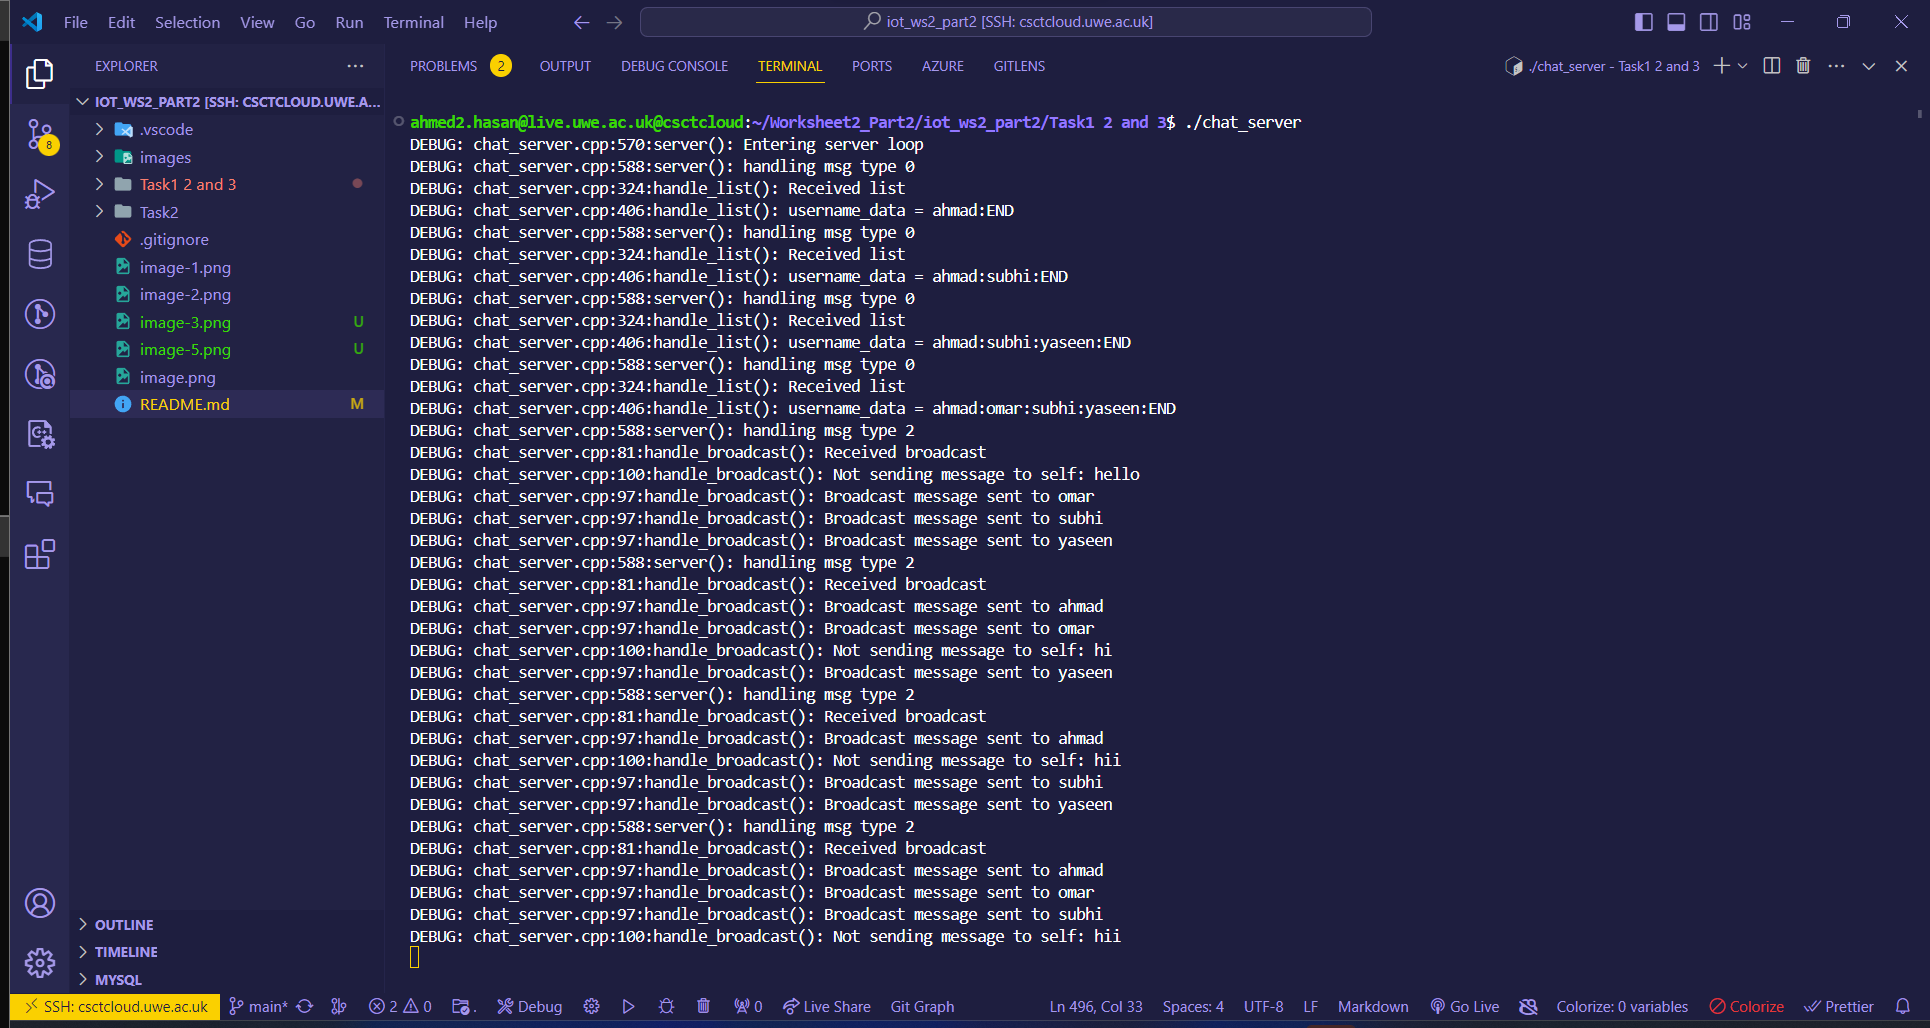 File Edit Selection View Go Run Terminal Help
iot_ws2_part2 [SSH: csctcloud.uwe.ac.uk]
EXPLORER
IOT_WS2_PART2 [SSH: CSCTCLOUD.UWE.A...
.vscode
images
Task1 2 and 3
Task2
.gitignore
image-1.png
image-2.png
image-3.png U
image-5.png U
image.png
README.md M
8
OUTLINE
TIMELINE
MYSQL
PROBLEMS 2 OUTPUT DEBUG CONSOLE TERMINAL PORTS AZURE GITLENS
./chat_server - Task1 2 and 3
ahmed2.hasan@live.uwe.ac.uk@csctcloud:~/Worksheet2_Part2/iot_ws2_part2/Task1 2 and 3$ ./chat_server
DEBUG: chat_server.cpp:570:server(): Entering server loop
DEBUG: chat_server.cpp:588:server(): handling msg type 0
DEBUG: chat_server.cpp:324:handle_list(): Received list
DEBUG: chat_server.cpp:406:handle_list(): username_data = ahmad:END
DEBUG: chat_server.cpp:588:server(): handling msg type 0
DEBUG: chat_server.cpp:324:handle_list(): Received list
DEBUG: chat_server.cpp:406:handle_list(): username_data = ahmad:subhi:END
DEBUG: chat_server.cpp:588:server(): handling msg type 0
DEBUG: chat_server.cpp:324:handle_list(): Received list
DEBUG: chat_server.cpp:406:handle_list(): username_data = ahmad:subhi:yaseen:END
DEBUG: chat_server.cpp:588:server(): handling msg type 0
DEBUG: chat_server.cpp:324:handle_list(): Received list
DEBUG: chat_server.cpp:406:handle_list(): username_data = ahmad:omar:subhi:yaseen:END
DEBUG: chat_server.cpp:588:server(): handling msg type 2
DEBUG: chat_server.cpp:81:handle_broadcast(): Received broadcast
DEBUG: chat_server.cpp:100:handle_broadcast(): Not sending message to self: hello
DEBUG: chat_server.cpp:97:handle_broadcast(): Broadcast message sent to omar
DEBUG: chat_server.cpp:97:handle_broadcast(): Broadcast message sent to subhi
DEBUG: chat_server.cpp:97:handle_broadcast(): Broadcast message sent to yaseen
DEBUG: chat_server.cpp:588:server(): handling msg type 2
DEBUG: chat_server.cpp:81:handle_broadcast(): Received broadcast
DEBUG: chat_server.cpp:97:handle_broadcast(): Broadcast message sent to ahmad
DEBUG: chat_server.cpp:97:handle_broadcast(): Broadcast message sent to omar
DEBUG: chat_server.cpp:100:handle_broadcast(): Not sending message to self: hi
DEBUG: chat_server.cpp:97:handle_broadcast(): Broadcast message sent to yaseen
DEBUG: chat_server.cpp:588:server(): handling msg type 2
DEBUG: chat_server.cpp:81:handle_broadcast(): Received broadcast
DEBUG: chat_server.cpp:97:handle_broadcast(): Broadcast message sent to ahmad
DEBUG: chat_server.cpp:100:handle_broadcast(): Not sending message to self: hii
DEBUG: chat_server.cpp:97:handle_broadcast(): Broadcast message sent to subhi
DEBUG: chat_server.cpp:97:handle_broadcast(): Broadcast message sent to yaseen
DEBUG: chat_server.cpp:588:server(): handling msg type 2
DEBUG: chat_server.cpp:81:handle_broadcast(): Received broadcast
DEBUG: chat_server.cpp:97:handle_broadcast(): Broadcast message sent to ahmad
DEBUG: chat_server.cpp:97:handle_broadcast(): Broadcast message sent to omar
DEBUG: chat_server.cpp:97:handle_broadcast(): Broadcast message sent to subhi
DEBUG: chat_server.cpp:100:handle_broadcast(): Not sending message to self: hii
SSH: csctcloud.uwe.ac.uk main* 2 0 . Debug 0 Live Share Git Graph Ln 496, Col 33 Spaces: 4 UTF-8 LF Markdown Go Live Colorize: 0 variables Colorize Prettier